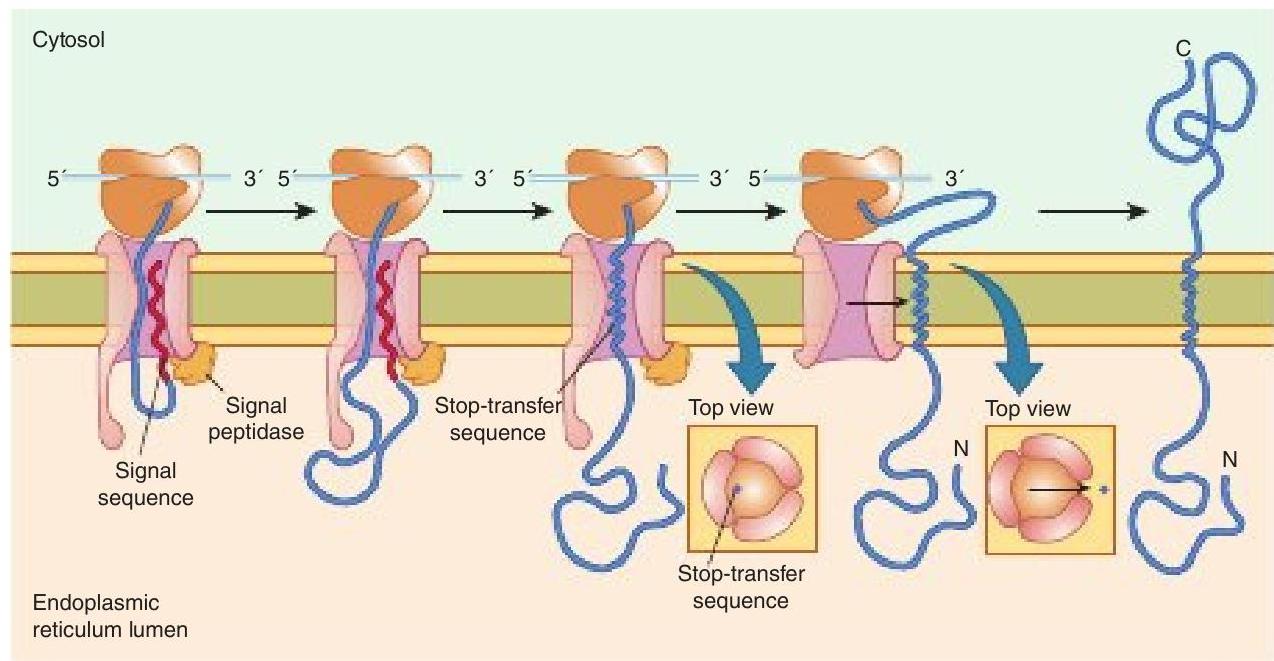 Cytosol
C
5´ 3´ 5´ 3´ 5´ 3´ 5´ 3´
Signal
peptidase
Signal
sequence
Stop-transfer
sequence
Top view
Stop-transfer
sequence
N
Top view
N
Endoplasmic
reticulum lumen